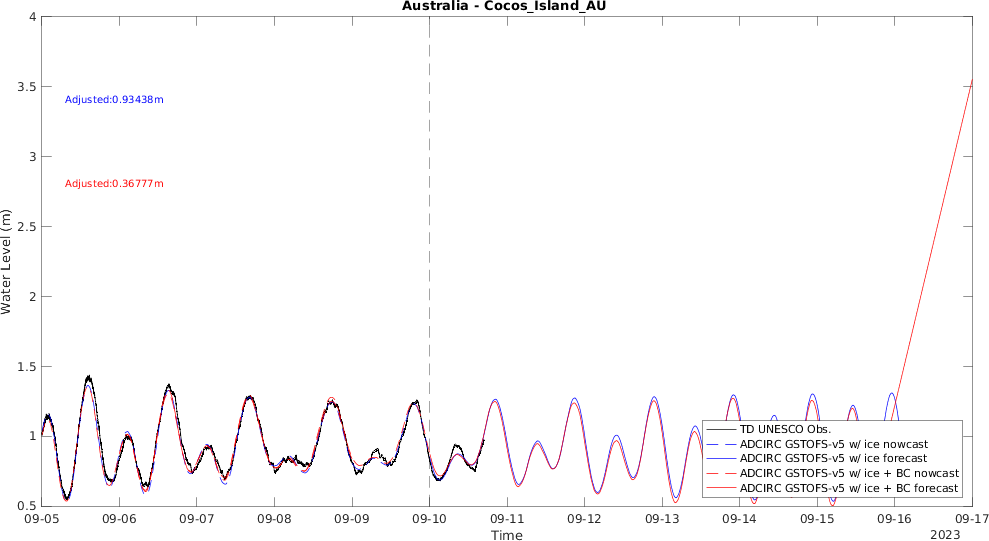 Australia - Cocos_Island_AU
4
3.5
3
2.5
2
1.5
1
0.5
Water Level (m)
Adjusted:0.93438m
Adjusted:0.36777m
TD UNESCO Obs.
ADCIRC GSTOFS-v5 w/ ice nowcast
ADCIRC GSTOFS-v5 w/ ice forecast
ADCIRC GSTOFS-v5 w/ ice + BC nowcast
ADCIRC GSTOFS-v5 w/ ice + BC forecast
09-05 09-06 09-07 09-08 09-09 09-10 09-11 09-12 09-13 09-14 09-15 09-16 09-17
Time
2023